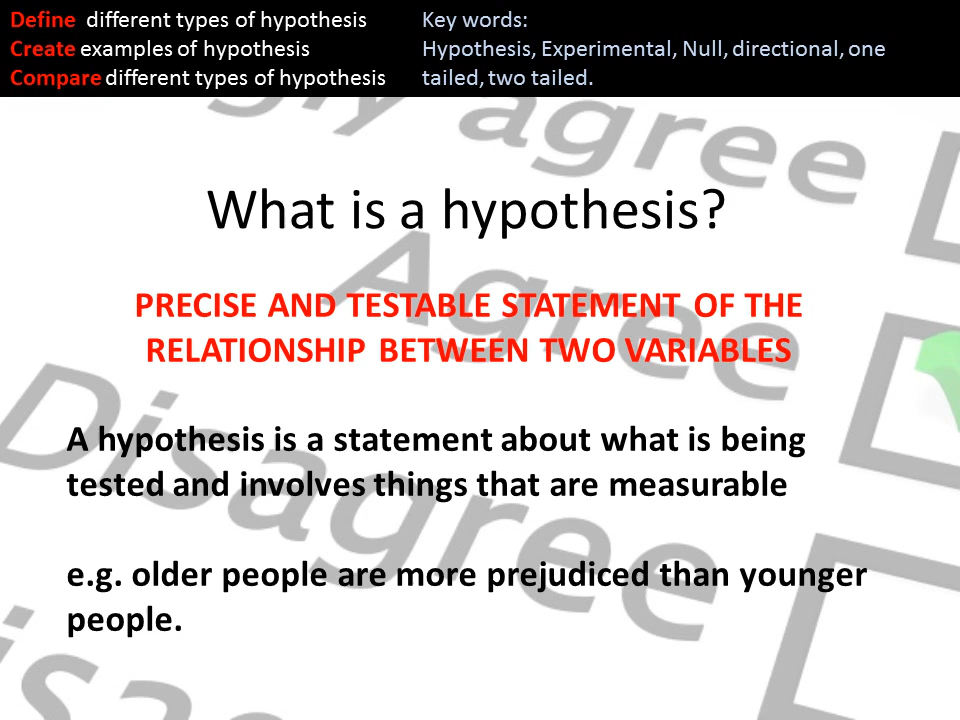 Define different types of hypothesis
Create examples of hypothesis
Compare different types of hypothesis
Key words:
Hypothesis, Experimental, Null, directional, one
tailed, two tailed.
agree
What is a hypothesis?
Agree
PRECISE AND TESTABLE STATEMENT OF THE
RELATIONSHIP BETWEEN TWO VARIABLES
Disagree
A hypothesis is a statement about what is being
tested and involves things that are measurable
e.g. older people are more prejudiced than younger
people.